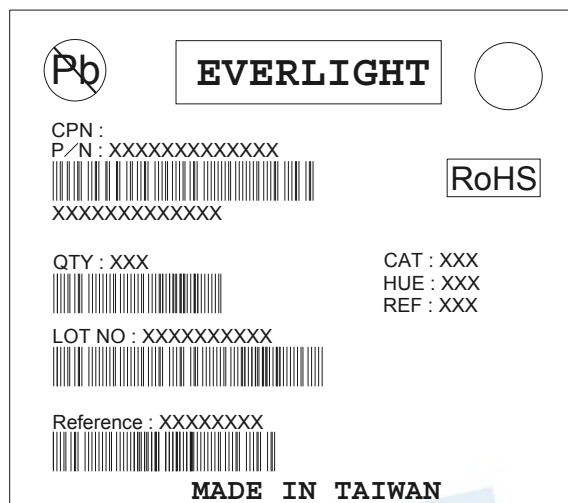 Pb
EVERLIGHT
CPN :
P/N : XXXXXXXXXXXXX
RoHS
XXXXXXXXXXXXX
QTY : XXX
CAT : XXX
HUE : XXX
REF : XXX
LOT NO : XXXXXXXXXX
Reference : XXXXXXXX
MADE IN TAIWAN